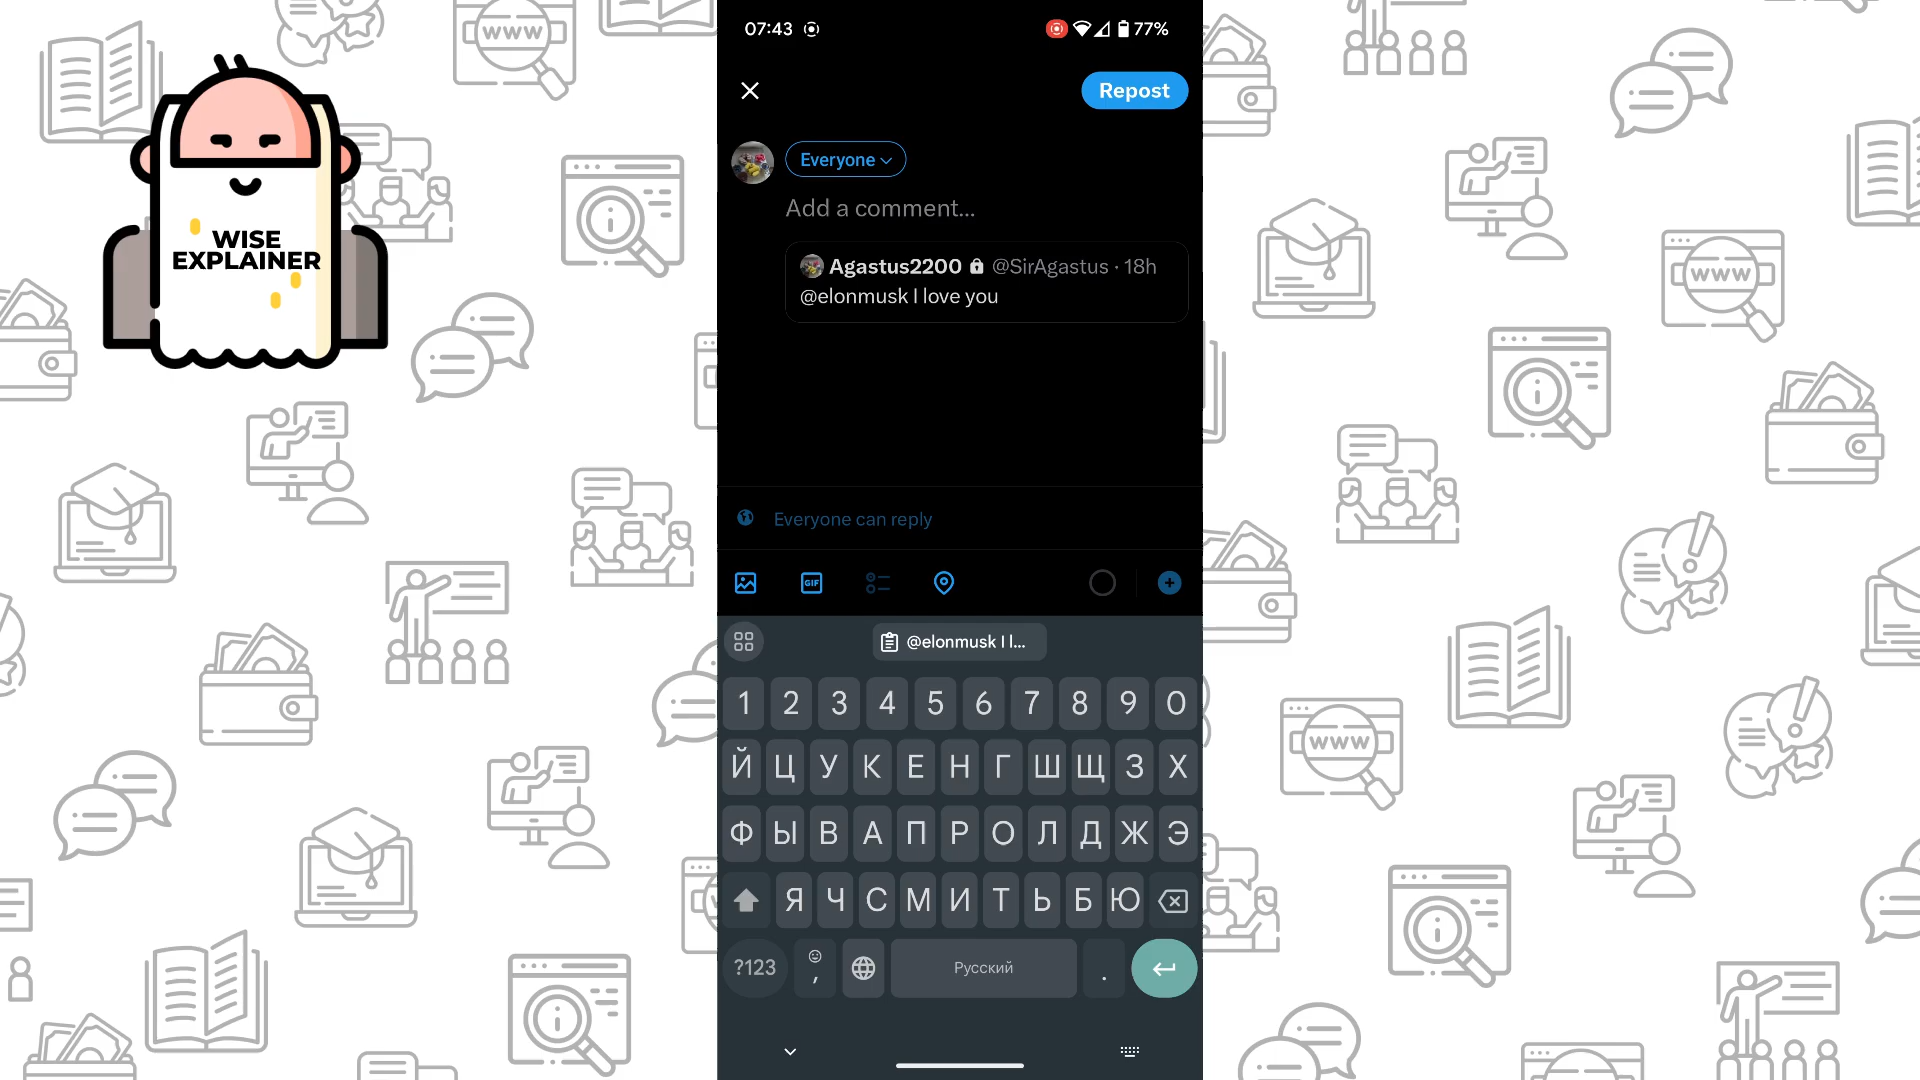 WISE
EXPLAINER
07:43
77%
Repost
Everyone
Add a comment...
Agastus2200 @SirAgastus · 18h
@elonmusk I love you
Everyone can reply
GIF
@elonmusk I l...
1 2 3 4 5 6 7 8 9 0
Й Ц У К Е Н Г Ш Щ З Х
Ф Ы В А П Р О Л Д Ж Э
Я Ч С М И Т Ь Б Ю
?123 , Русский .
WWW
WWW
WWW